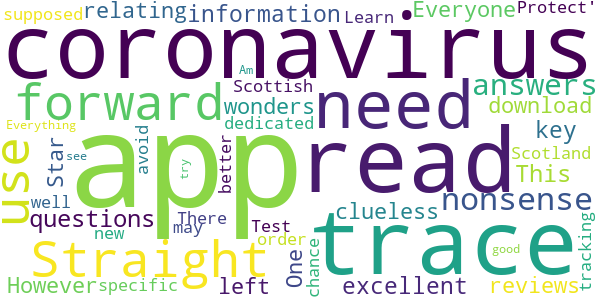 supposed relating information Learn Everyone Protect'
coronavirus
forward need answers
Am Scottish wonders download
dedicated key
Everything app read Scotland
use Star avoid see try better This
nonsense
well questions There may new Test trace clueless
order One chance good tracking
Straight
However specific left excellent reviews